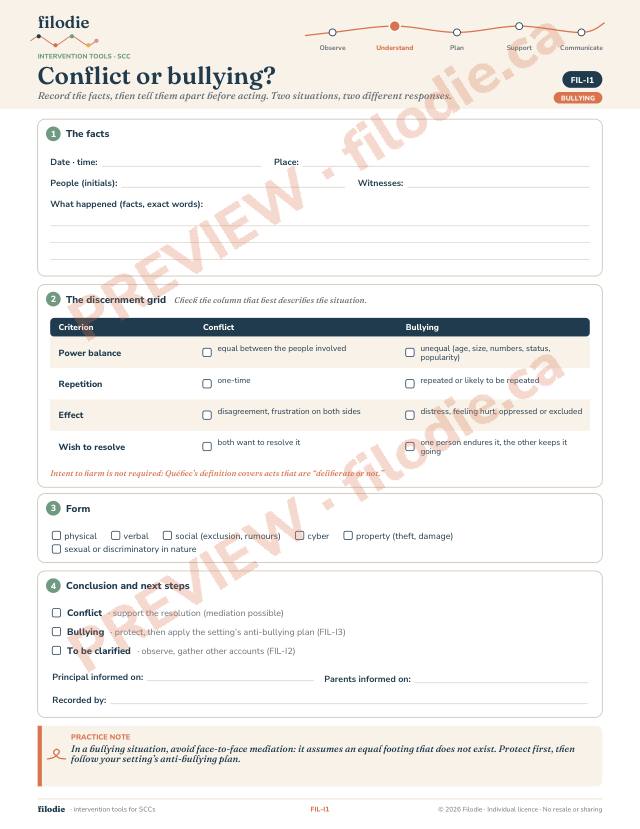 filodie
INTERVENTION TOOLS · SCC
Observe Understand Plan Support Communicate
Conflict or bullying?
Record the facts, then tell them apart before acting. Two situations, two different responses.
FIL-I1
BULLYING
1 The facts
Date · time: Place:
People (initials): Witnesses:
What happened (facts, exact words):
2 The discernment grid Check the column that best describes the situation.
Criterion Conflict Bullying
Power balance equal between the people involved unequal (age, size, numbers, status,
popularity)
Repetition one-time repeated or likely to be repeated
Effect disagreement, frustration on both sides distress, feeling hurt, oppressed or excluded
Wish to resolve both want to resolve it one person endures it, the other keeps it
going
Intent to harm is not required: Québec's definition covers acts that are "deliberate or not."
3 Form
physical verbal social (exclusion, rumours) cyber property (theft, damage)
sexual or discriminatory in nature
4 Conclusion and next steps
Conflict · support the resolution (mediation possible)
Bullying · protect, then apply the setting's anti-bullying plan (FIL-I3)
To be clarified · observe, gather other accounts (FIL-I2)
Principal informed on: Parents informed on:
Recorded by:
PRACTICE NOTE
In a bullying situation, avoid face-to-face mediation: it assumes an equal footing that does not exist. Protect first, then
follow your setting's anti-bullying plan.
filodie · intervention tools for SCCs FIL-I1 © 2026 Filodie · Individual licence · No resale or sharing
PREVIEW · filodie.ca
PREVIEW · filodie.ca